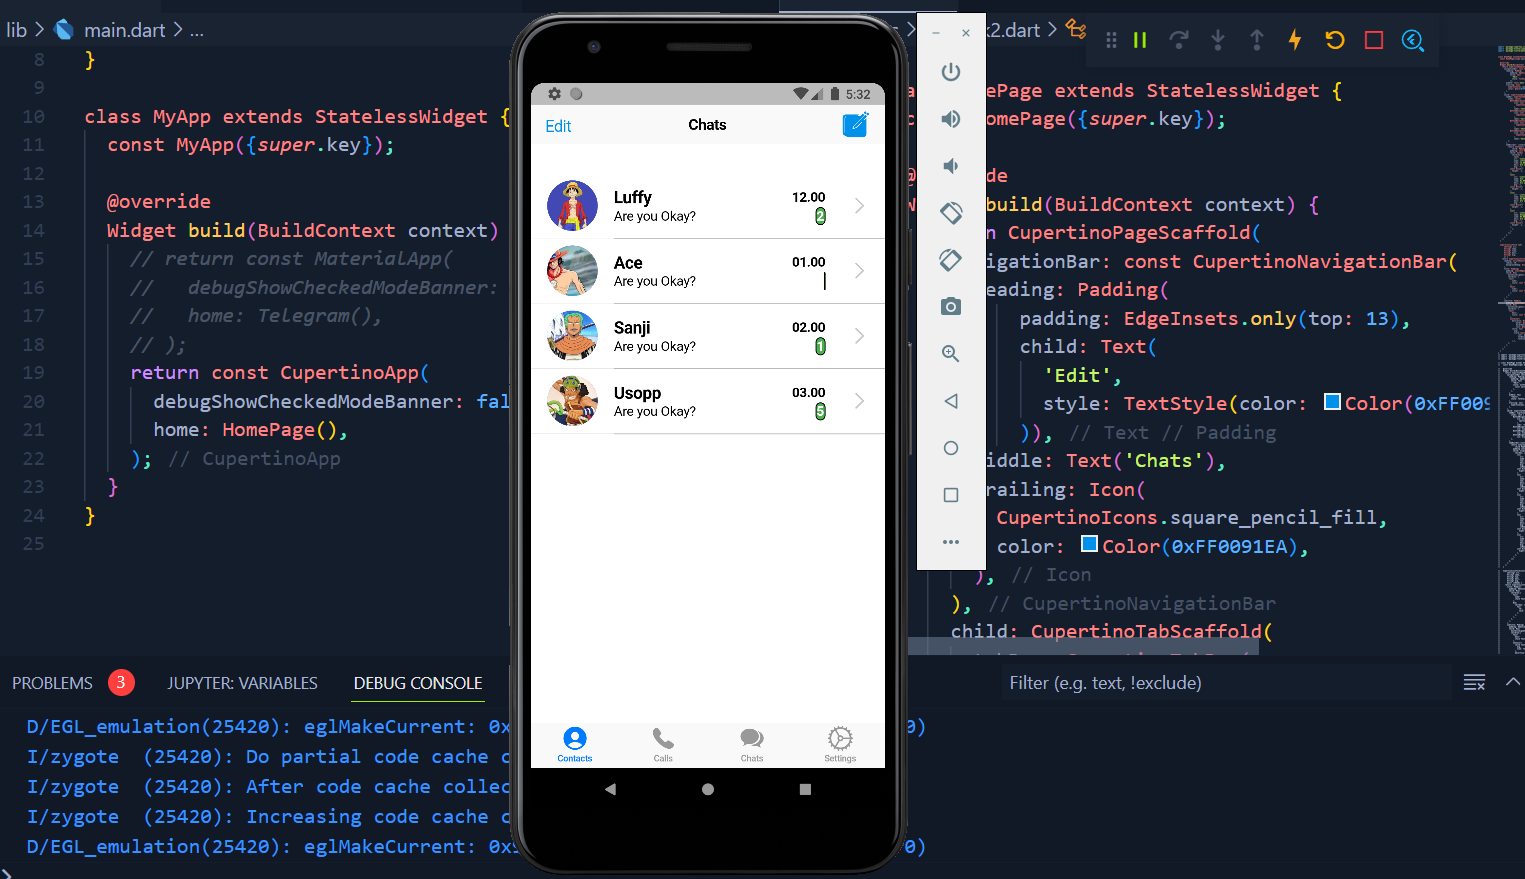 lib > main.dart > ...
8 }
9
10 class MyApp extends StatelessWidget {
11 const MyApp({super.key});
12
13 @override
14 Widget build(BuildContext context)
15 // return const MaterialApp(
16 // debugShowCheckedModeBanner:
17 // home: Telegram(),
18 // );
19 return const CupertinoApp(
20 debugShowCheckedModeBanner: fal
21 home: HomePage(),
22 ); // CupertinoApp
23 }
24 }
25
5:32
Edit Chats
Luffy 12.00
Are you Okay? 2
Ace 01.00
Are you Okay?
Sanji 02.00
Are you Okay? 1
Usopp 03.00
Are you Okay? 5
Contacts Calls Chats Settings
k2.dart >
ePage extends StatelessWidget {
omePage({super.key});
de
build(BuildContext context) {
n CupertinoPageScaffold(
igationBar: const CupertinoNavigationBar(
eading: Padding(
padding: EdgeInsets.only(top: 13),
child: Text(
'Edit',
style: TextStyle(color: Color(0xFF009
)), // Text // Padding
iddle: Text('Chats'),
railing: Icon(
CupertinoIcons.square_pencil_fill,
color: Color(0xFF0091EA),
), // Icon
), // CupertinoNavigationBar
child: CupertinoTabScaffold(
PROBLEMS 3 JUPYTER: VARIABLES DEBUG CONSOLE Filter (e.g. text, !exclude)
D/EGL_emulation(25420): eglMakeCurrent: 0x 0)
I/zygote (25420): Do partial code cache c
I/zygote (25420): After code cache collec
I/zygote (25420): Increasing code cache c
D/EGL_emulation(25420): eglMakeCurrent: 0x 0)